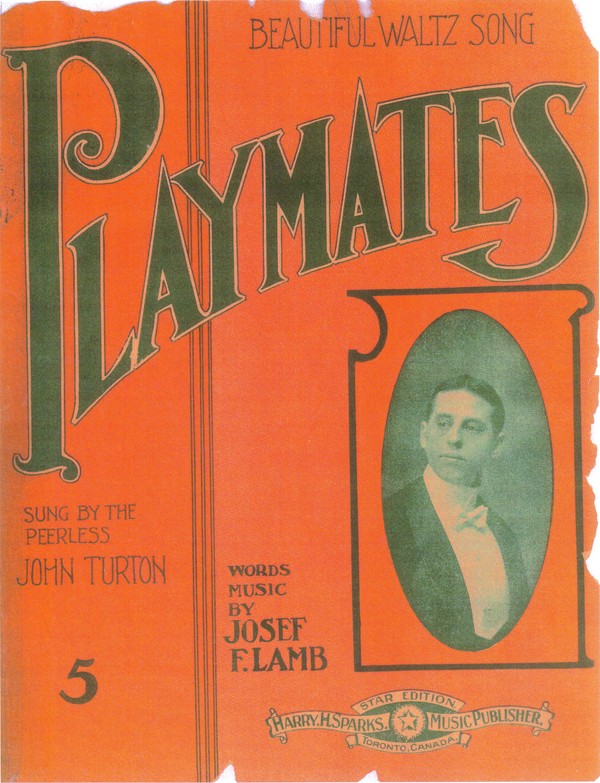 BEAUTIFUL WALTZ SONG
PLAYMATES
SUNG BY THE
PEERLESS
JOHN TURTON
WORDS
MUSIC
BY
JOSEF
F. LAMB
5
STAR EDITION.
HARRY. H. SPARKS. MUSIC PUBLISHER.
TORONTO, CANADA.